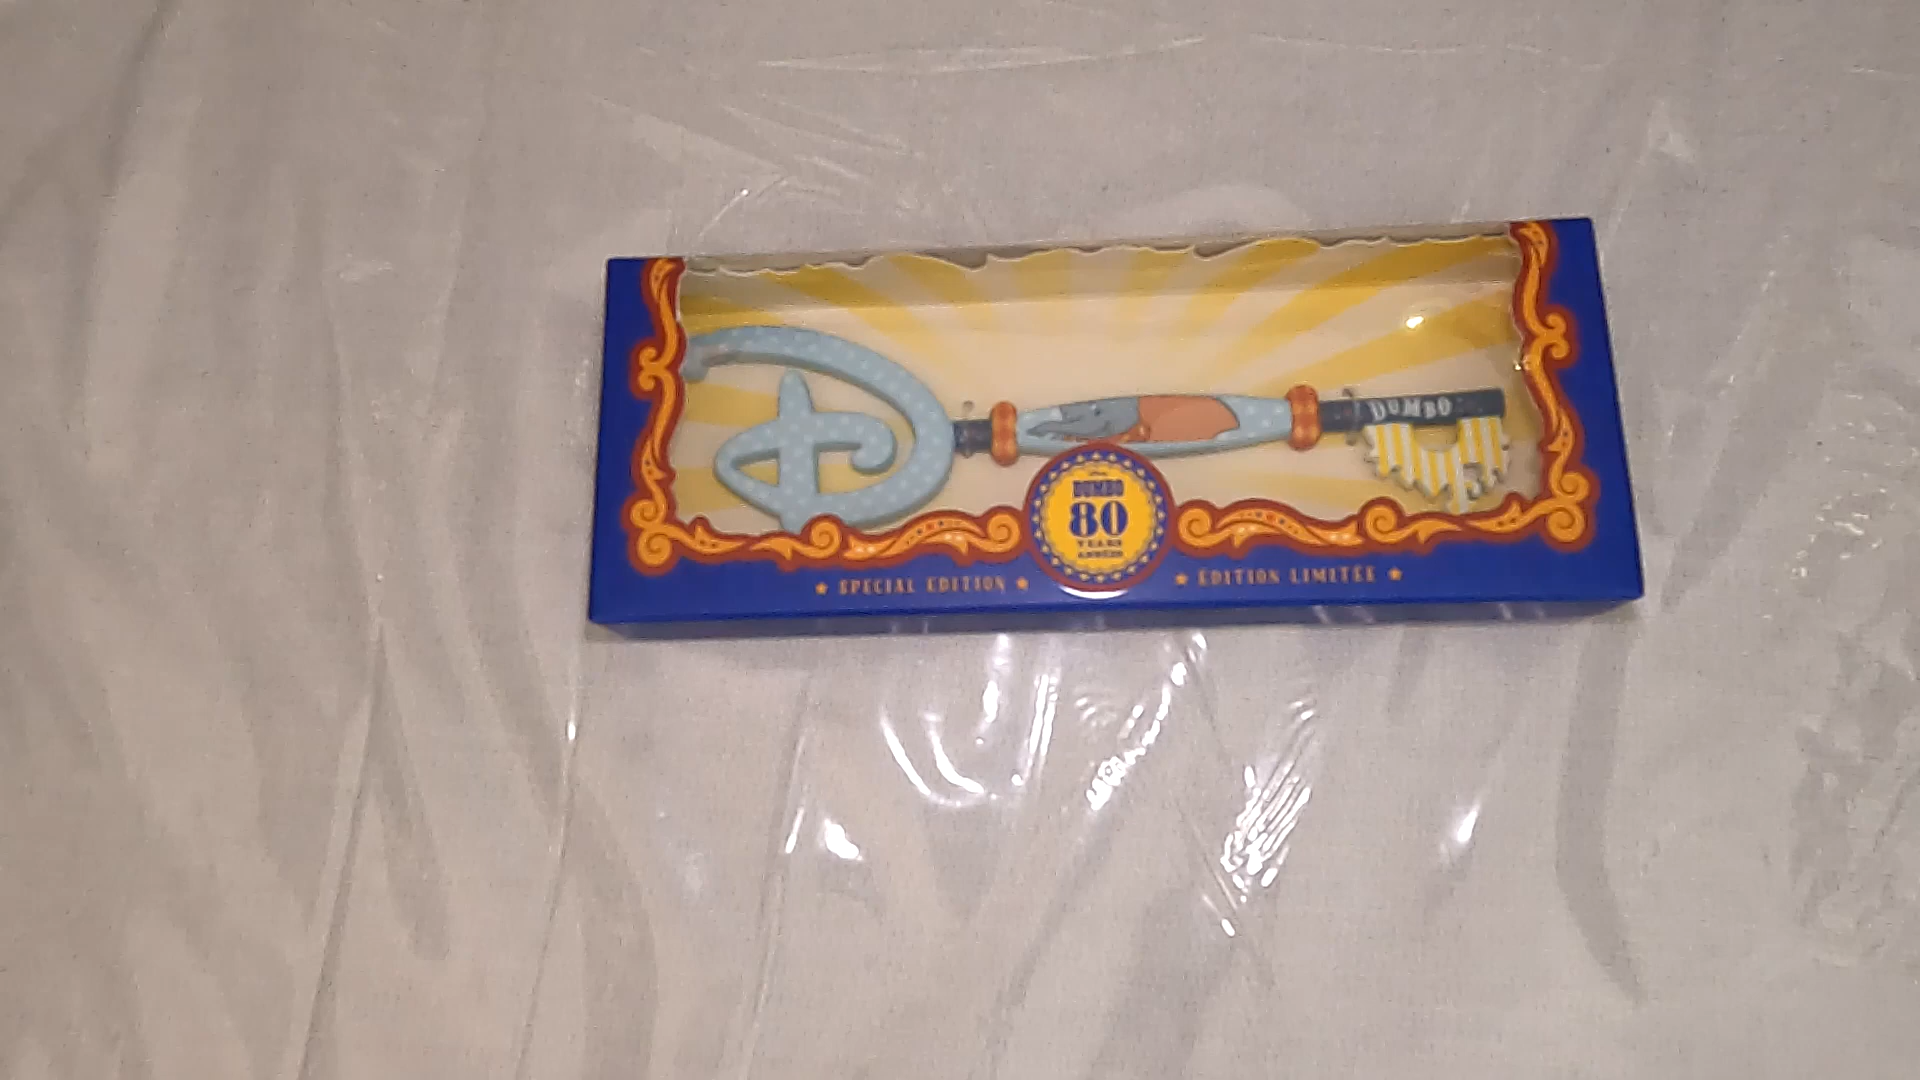 DUMBO
DUMBO
80
YEARS
ANNÉES
★ SPECIAL EDITION ★
★ ÉDITION LIMITÉE ★